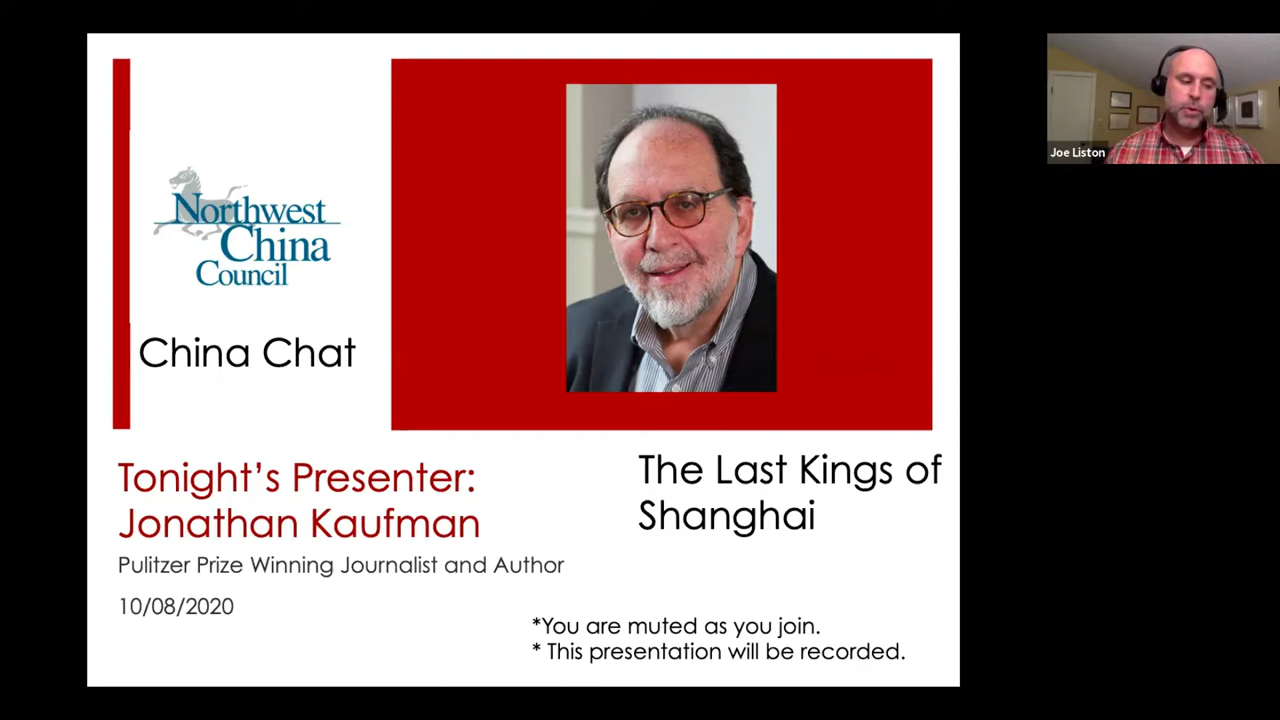 Northwest
China
Council
China Chat
Tonight's Presenter:
Jonathan Kaufman
Pulitzer Prize Winning Journalist and Author
10/08/2020
The Last Kings of
Shanghai
*You are muted as you join.
* This presentation will be recorded.
Joe Liston